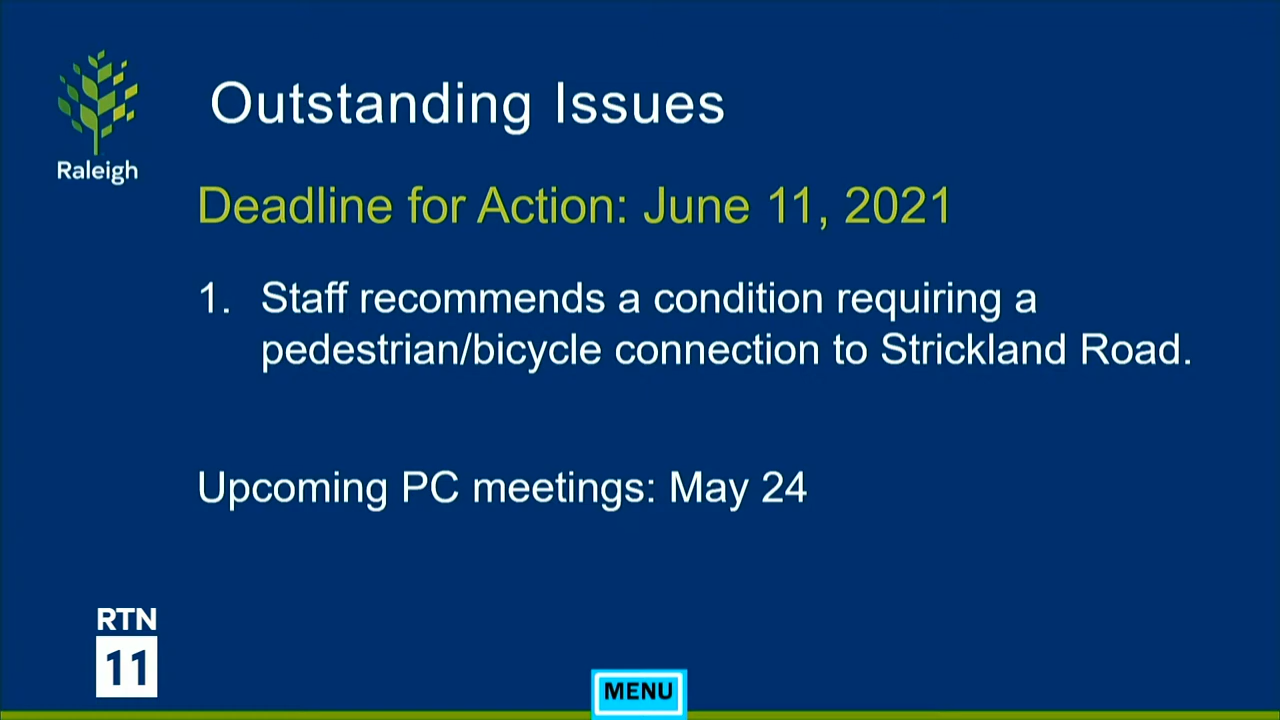 Outstanding Issues
Raleigh
Deadline for Action: June 11, 2021
1. Staff recommends a condition requiring a
pedestrian/bicycle connection to Strickland Road.
Upcoming PC meetings: May 24
RTN
11
MENU